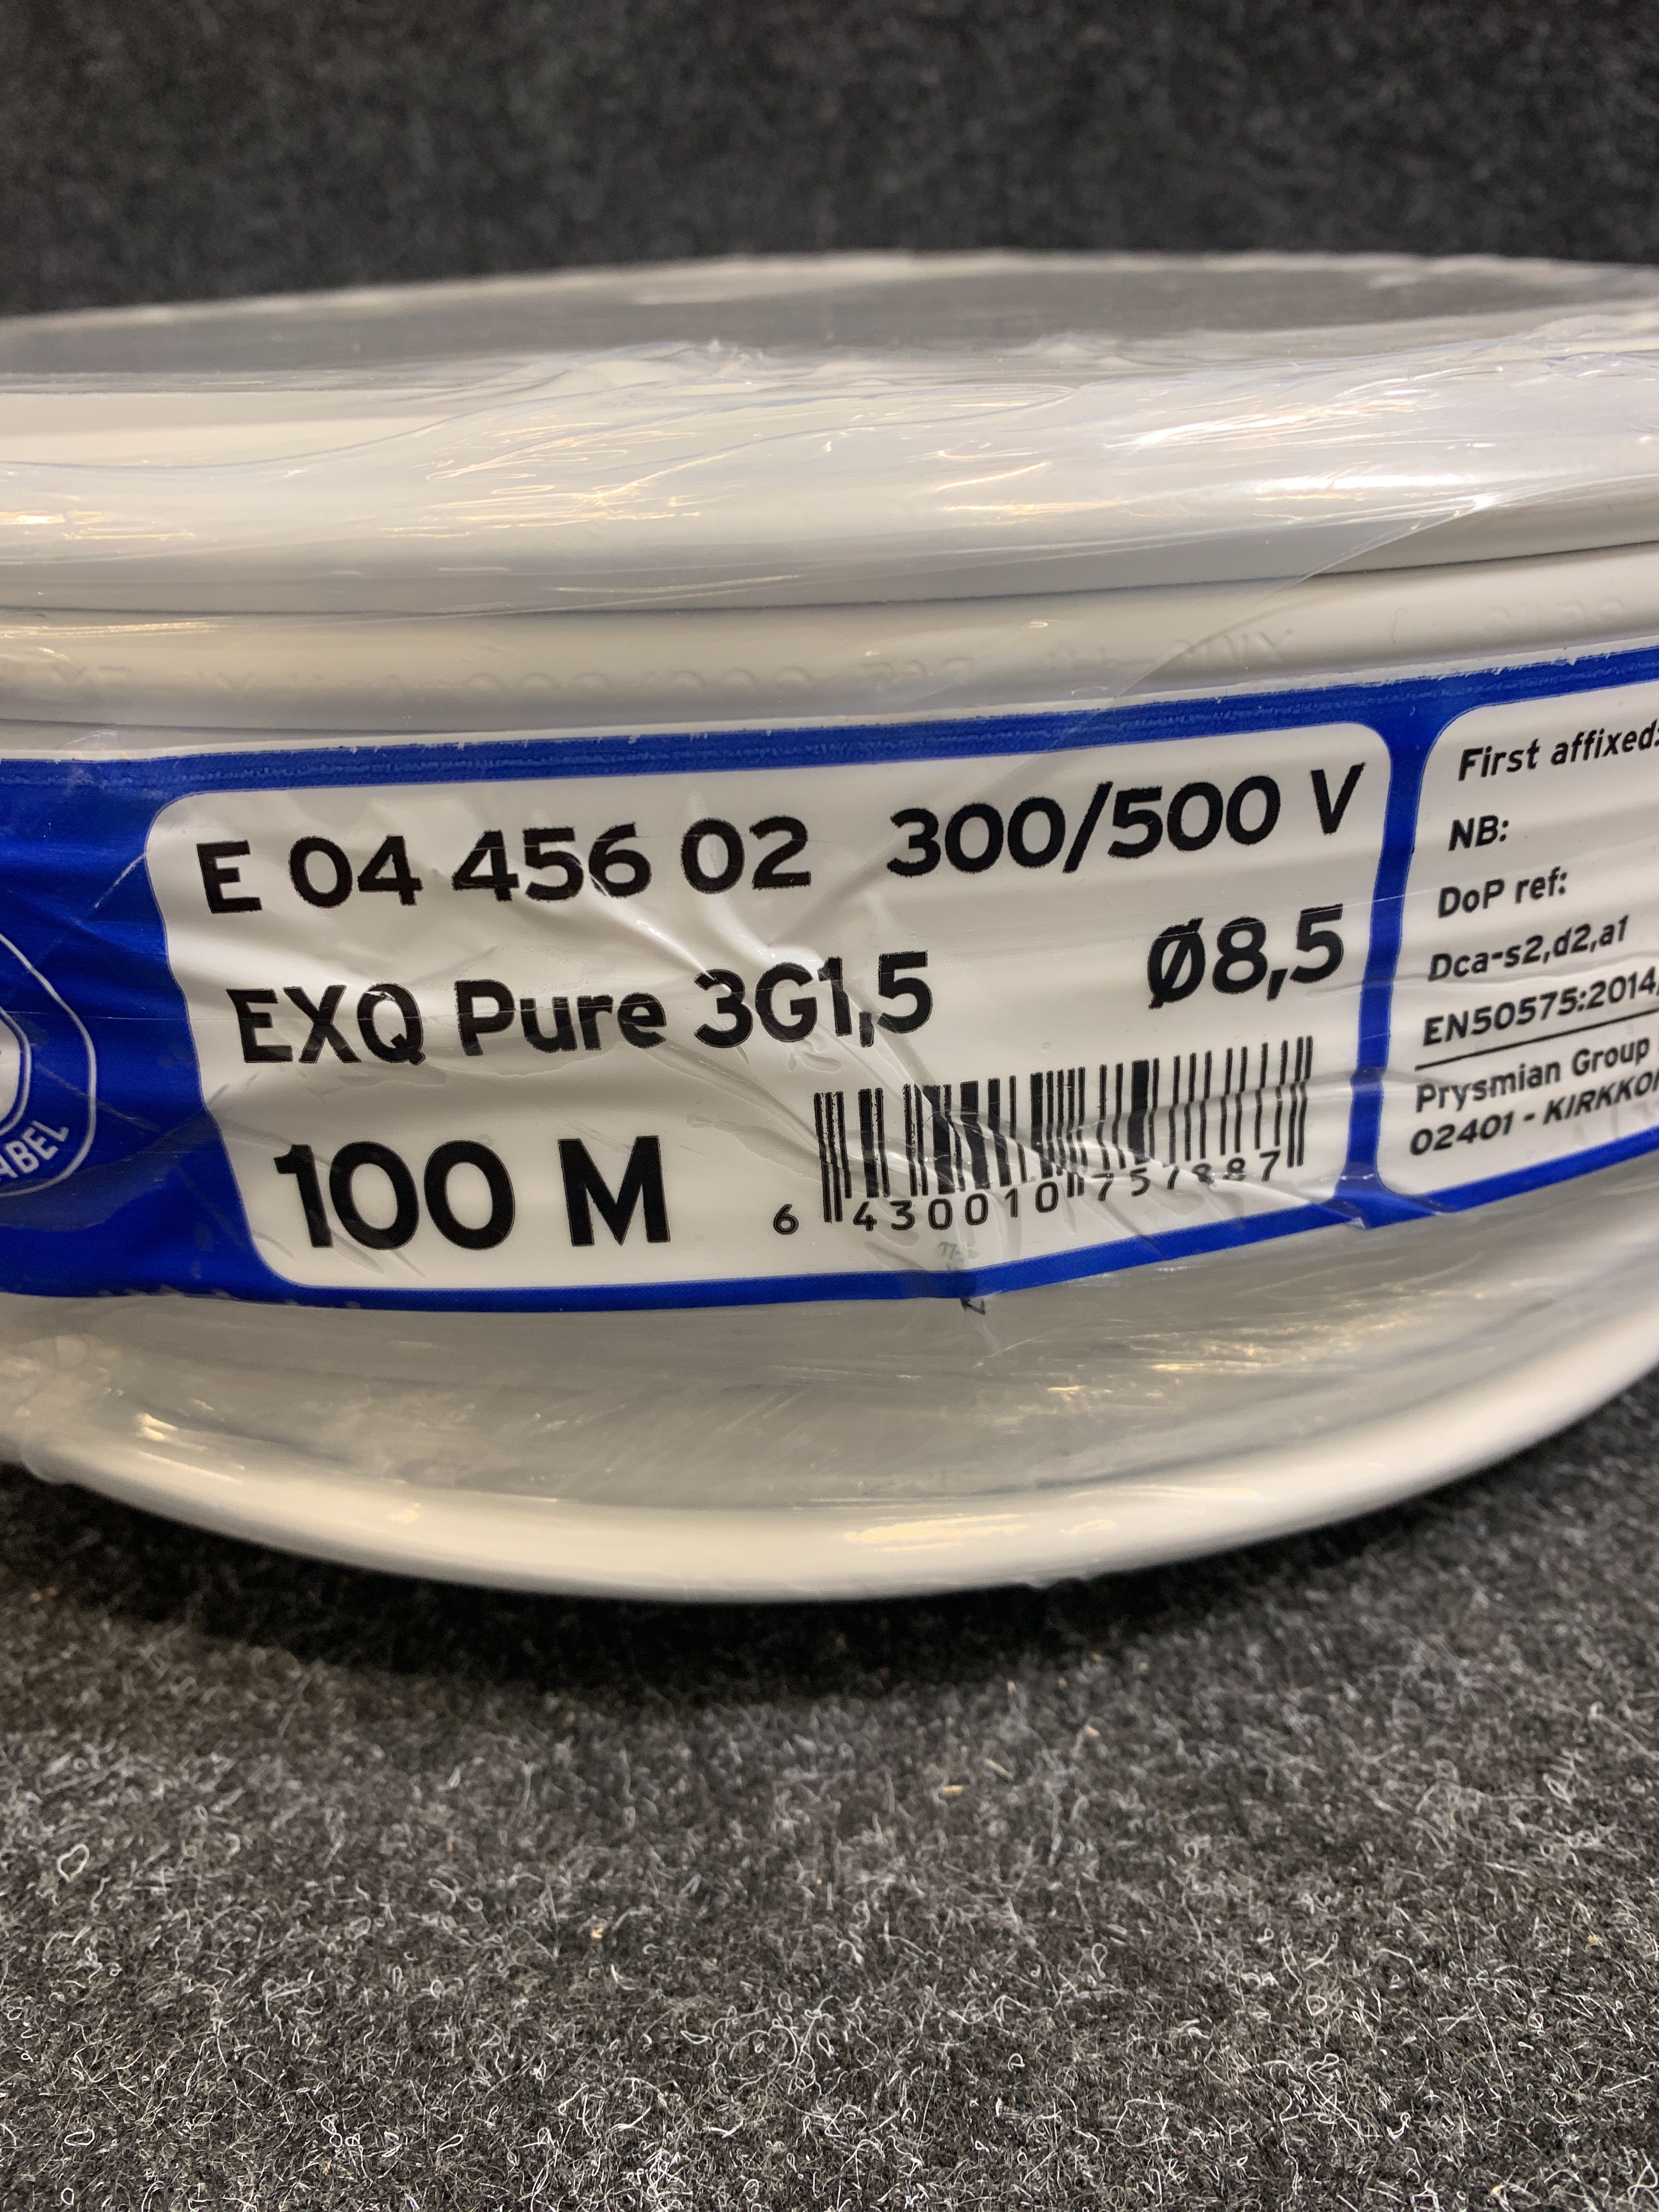 E 04 456 02 300/500 V
EXQ Pure 3G1,5 Ø8,5
100 M
6 430010 757887
ABEL
First affixed:
NB:
DoP ref:
Dca-s2,d2,a1
EN50575:2014,
Prysmian Group
02401 - KIRKKO